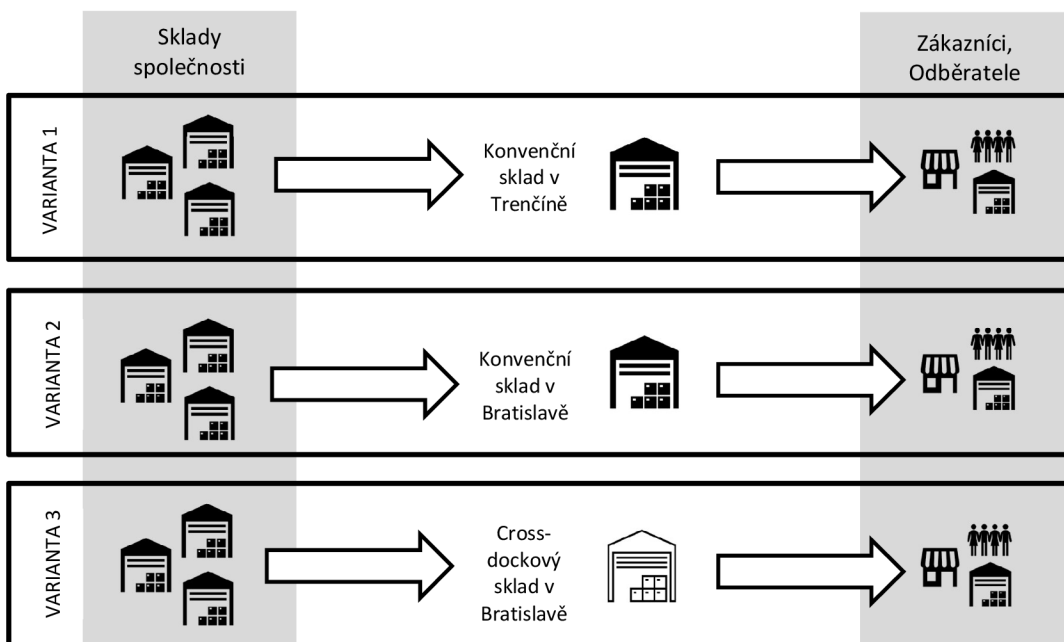 Sklady
společnosti
Zákazníci,
Odběratele
VARIANTA 1
Konvenční
sklad v
Trenčíně
VARIANTA 2
Konvenční
sklad v
Bratislavě
VARIANTA 3
Cross-
dockový
sklad v
Bratislavě